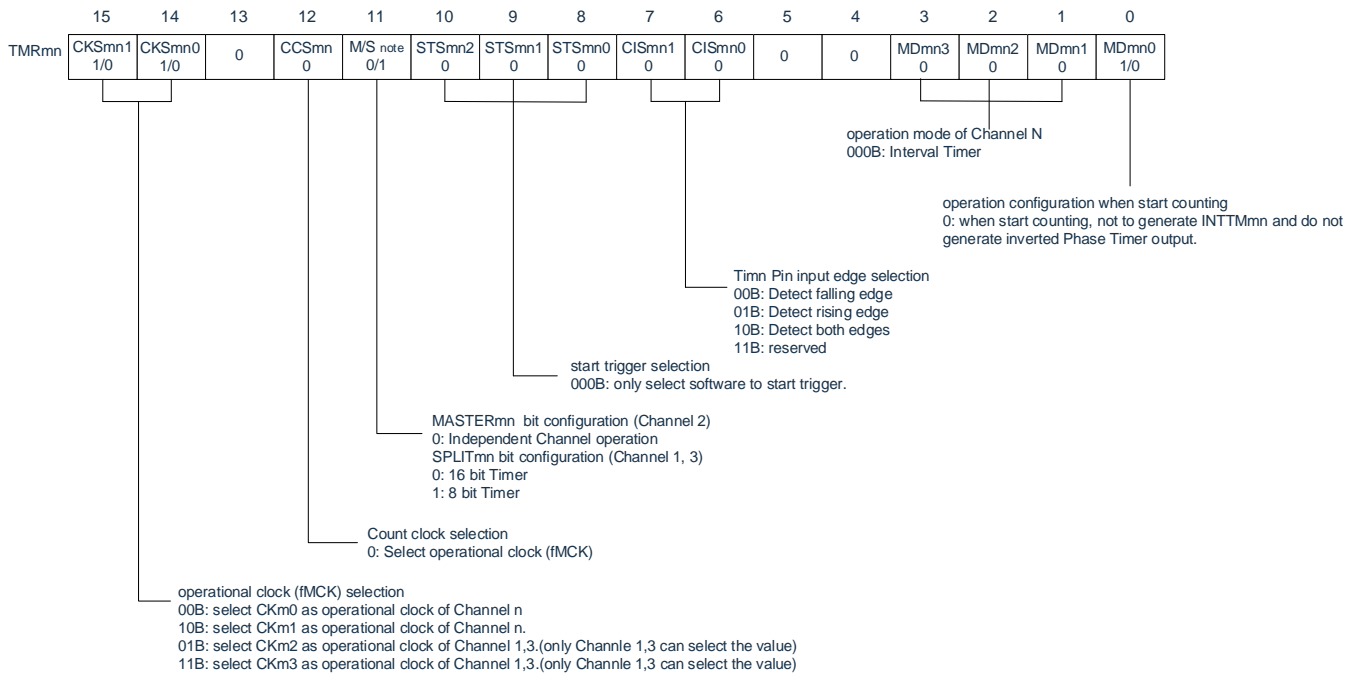 15 14 13 12 11 10 9 8 7 6 5 4 3 2 1 0
TMRmn CKSmn1 CKSmn0 0 CCSmn M/S note STSmn2 STSmn1 STSmn0 CISmn1 CISmn0 0 0 MDmn3 MDmn2 MDmn1 MDmn0
1/0 1/0 0 0/1 0 0 0 0 0 0 0 0 1/0
operation mode of Channel N
000B: Interval Timer
operation configuration when start counting
0: when start counting, not to generate INTTMmn and do not
generate inverted Phase Timer output.
Timn Pin input edge selection
00B: Detect falling edge
01B: Detect rising edge
10B: Detect both edges
11B: reserved
start trigger selection
000B: only select software to start trigger.
MASTERmn bit configuration (Channel 2)
0: Independent Channel operation
SPLITmn bit configuration (Channel 1, 3)
0: 16 bit Timer
1: 8 bit Timer
Count clock selection
0: Select operational clock (fMCK)
operational clock (fMCK) selection
00B: select CKm0 as operational clock of Channel n
10B: select CKm1 as operational clock of Channel n.
01B: select CKm2 as operational clock of Channel 1,3.(only Channle 1,3 can select the value)
11B: select CKm3 as operational clock of Channel 1,3.(only Channle 1,3 can select the value)